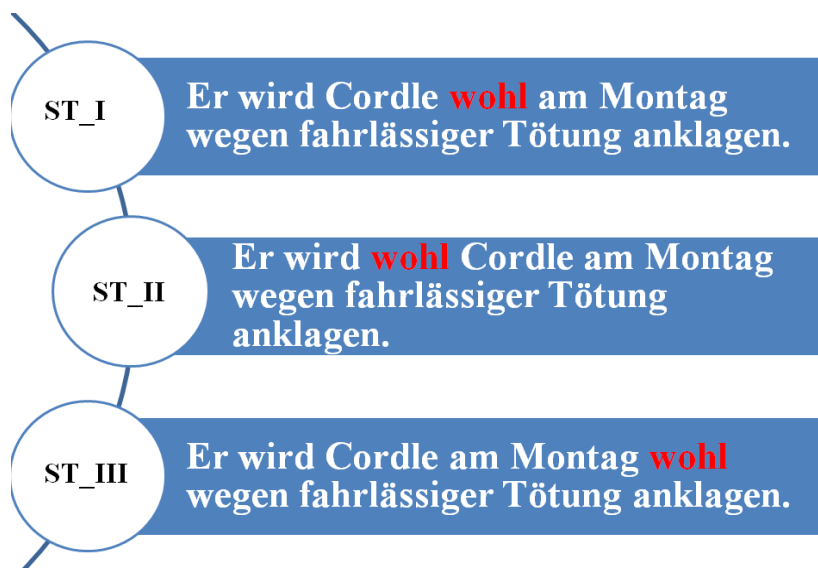 ST_I
Er wird Cordle wohl am Montag
wegen fahrlässiger Tötung anklagen.
ST_II
Er wird wohl Cordle am Montag
wegen fahrlässiger Tötung
anklagen.
ST_III
Er wird Cordle am Montag wohl
wegen fahrlässiger Tötung anklagen.